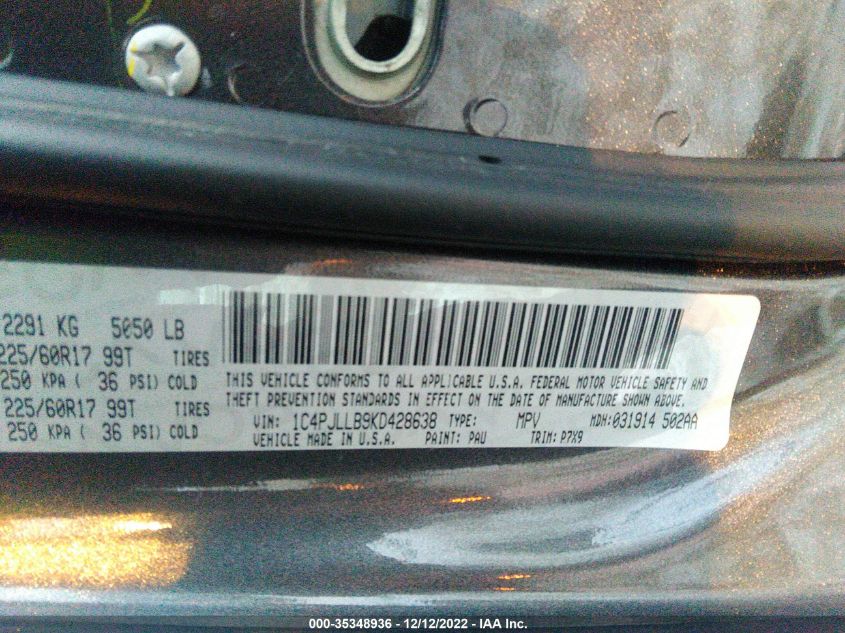 2291 KG 5050 LB
225/60R17 99T TIRES
250 KPA ( 36 PSI) COLD
225/60R17 99T TIRES
250 KPA ( 36 PSI) COLD
THIS VEHICLE CONFORMS TO ALL APPLICABLE U.S.A. FEDERAL MOTOR VEHICLE SAFETY AND
THEFT PREVENTION STANDARDS IN EFFECT ON THE DATE OF MANUFACTURE SHOWN ABOVE.
VIN: 1C4PJLLB9KD428638 TYPE: MPV MDH: 031914 502AA
VEHICLE MADE IN U.S.A. PAINT: PAU TRIM: P7X9
000-35348936 - 12/12/2022 - IAA Inc.